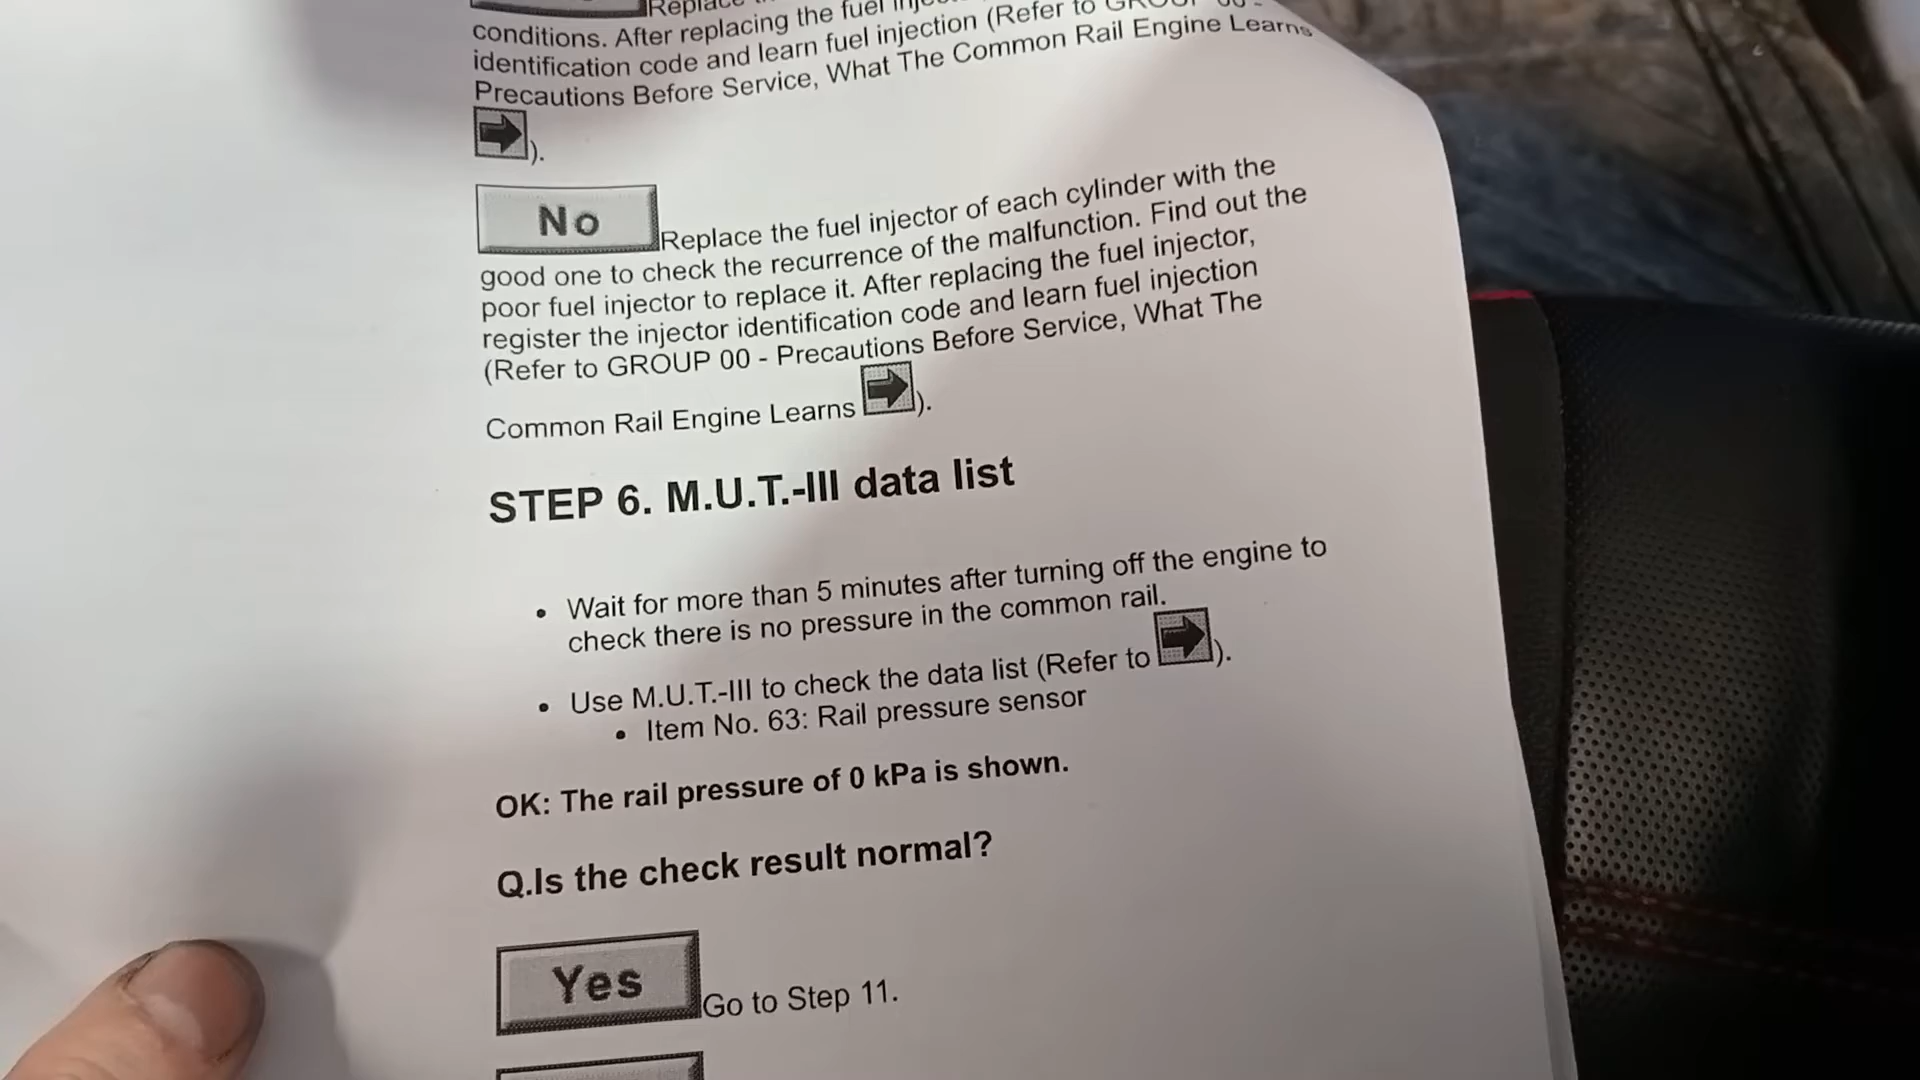 Replace
conditions. After replacing the fuel
identification code and learn fuel injection (Refer to
Precautions Before Service, What The Common Rail Engine Learns
).
No Replace the fuel injector of each cylinder with the
good one to check the recurrence of the malfunction. Find out the
poor fuel injector to replace it. After replacing the fuel injector,
register the injector identification code and learn fuel injection
(Refer to GROUP 00 - Precautions Before Service, What The
Common Rail Engine Learns ).
STEP 6. M.U.T.-III data list
• Wait for more than 5 minutes after turning off the engine to
check there is no pressure in the common rail.
• Use M.U.T.-III to check the data list (Refer to ).
• Item No. 63: Rail pressure sensor
OK: The rail pressure of 0 kPa is shown.
Q.Is the check result normal?
Yes Go to Step 11.